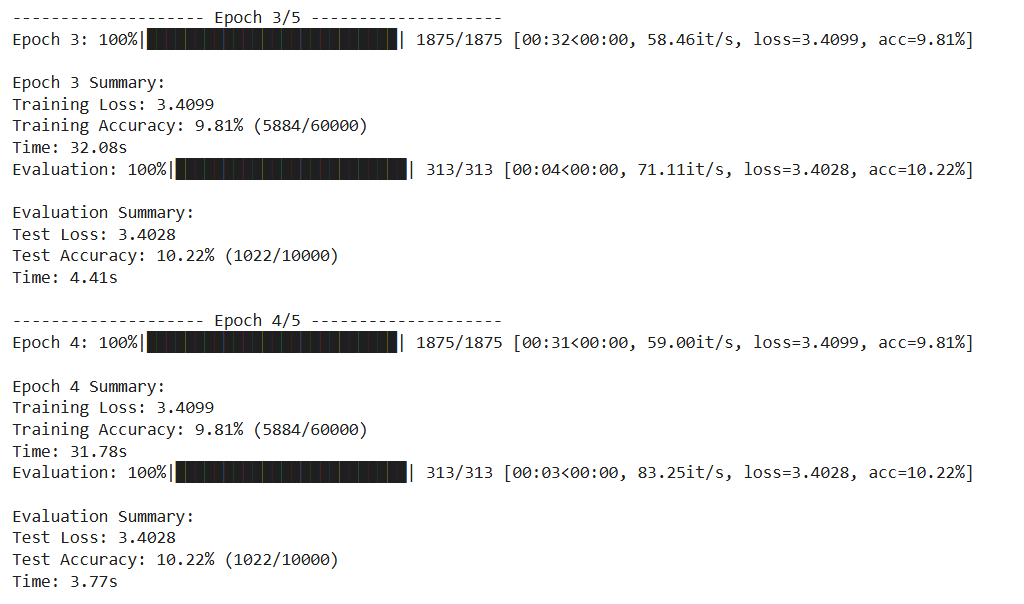 -------------------- Epoch 3/5 --------------------
Epoch 3: 100%|██████████████████████████| 1875/1875 [00:32<00:00, 58.46it/s, loss=3.4099, acc=9.81%]
Epoch 3 Summary:
Training Loss: 3.4099
Training Accuracy: 9.81% (5884/60000)
Time: 32.08s
Evaluation: 100%|████████████████████████| 313/313 [00:04<00:00, 71.11it/s, loss=3.4028, acc=10.22%]
Evaluation Summary:
Test Loss: 3.4028
Test Accuracy: 10.22% (1022/10000)
Time: 4.41s
-------------------- Epoch 4/5 --------------------
Epoch 4: 100%|██████████████████████████| 1875/1875 [00:31<00:00, 59.00it/s, loss=3.4099, acc=9.81%]
Epoch 4 Summary:
Training Loss: 3.4099
Training Accuracy: 9.81% (5884/60000)
Time: 31.78s
Evaluation: 100%|████████████████████████| 313/313 [00:03<00:00, 83.25it/s, loss=3.4028, acc=10.22%]
Evaluation Summary:
Test Loss: 3.4028
Test Accuracy: 10.22% (1022/10000)
Time: 3.77s